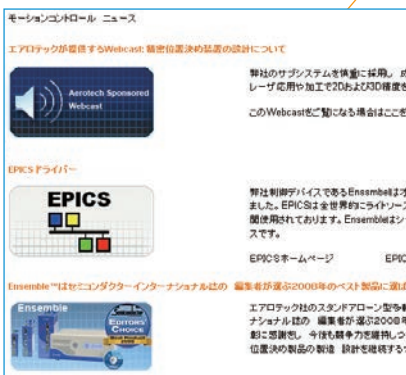 モーションコントロール ニュース
エアロテックが提供するWebcast: 精密位置決め装置の設計について
Aerotech Sponsored
Webcast
弊社のサブシステムを慎重に採用し
レーザ応用や加工で2Dおよび3D精度を
このWebcastをご覧になる場合はここを
EPICSドライバー
EPICS
弊社制御デバイスであるEnssmbelは
ました。EPICSは全世界的にライトソース
間使用されております。Ensembleはシ
スです。
EPICSホームページ EPIC
Ensemble™はセミコンダクターインターナショナル誌の 編集者が選ぶ2008年のベスト製品に選ば
Ensemble
EDITORS'
CHOICE
エアロテック社のスタンドアローン型多軸
ナショナル誌の 編集者が選ぶ2008年
彰に感謝をし 今後も競争力を維持しつ
位置決め製品の製造 設計を継続する